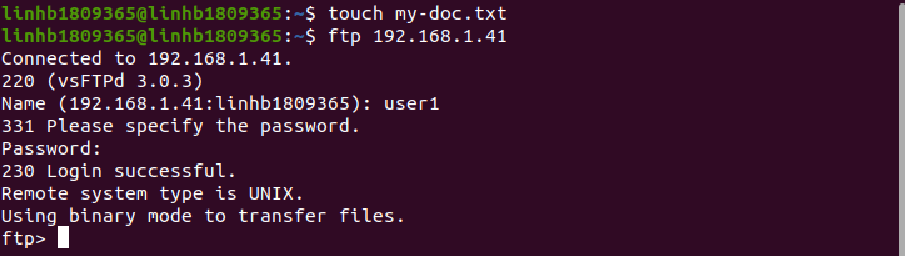 linhb1809365@linhb1809365:~$ touch my-doc.txt
linhb1809365@linhb1809365:~$ ftp 192.168.1.41
Connected to 192.168.1.41.
220 (vsFTPd 3.0.3)
Name (192.168.1.41:linhb1809365): user1
331 Please specify the password.
Password:
230 Login successful.
Remote system type is UNIX.
Using binary mode to transfer files.
ftp>